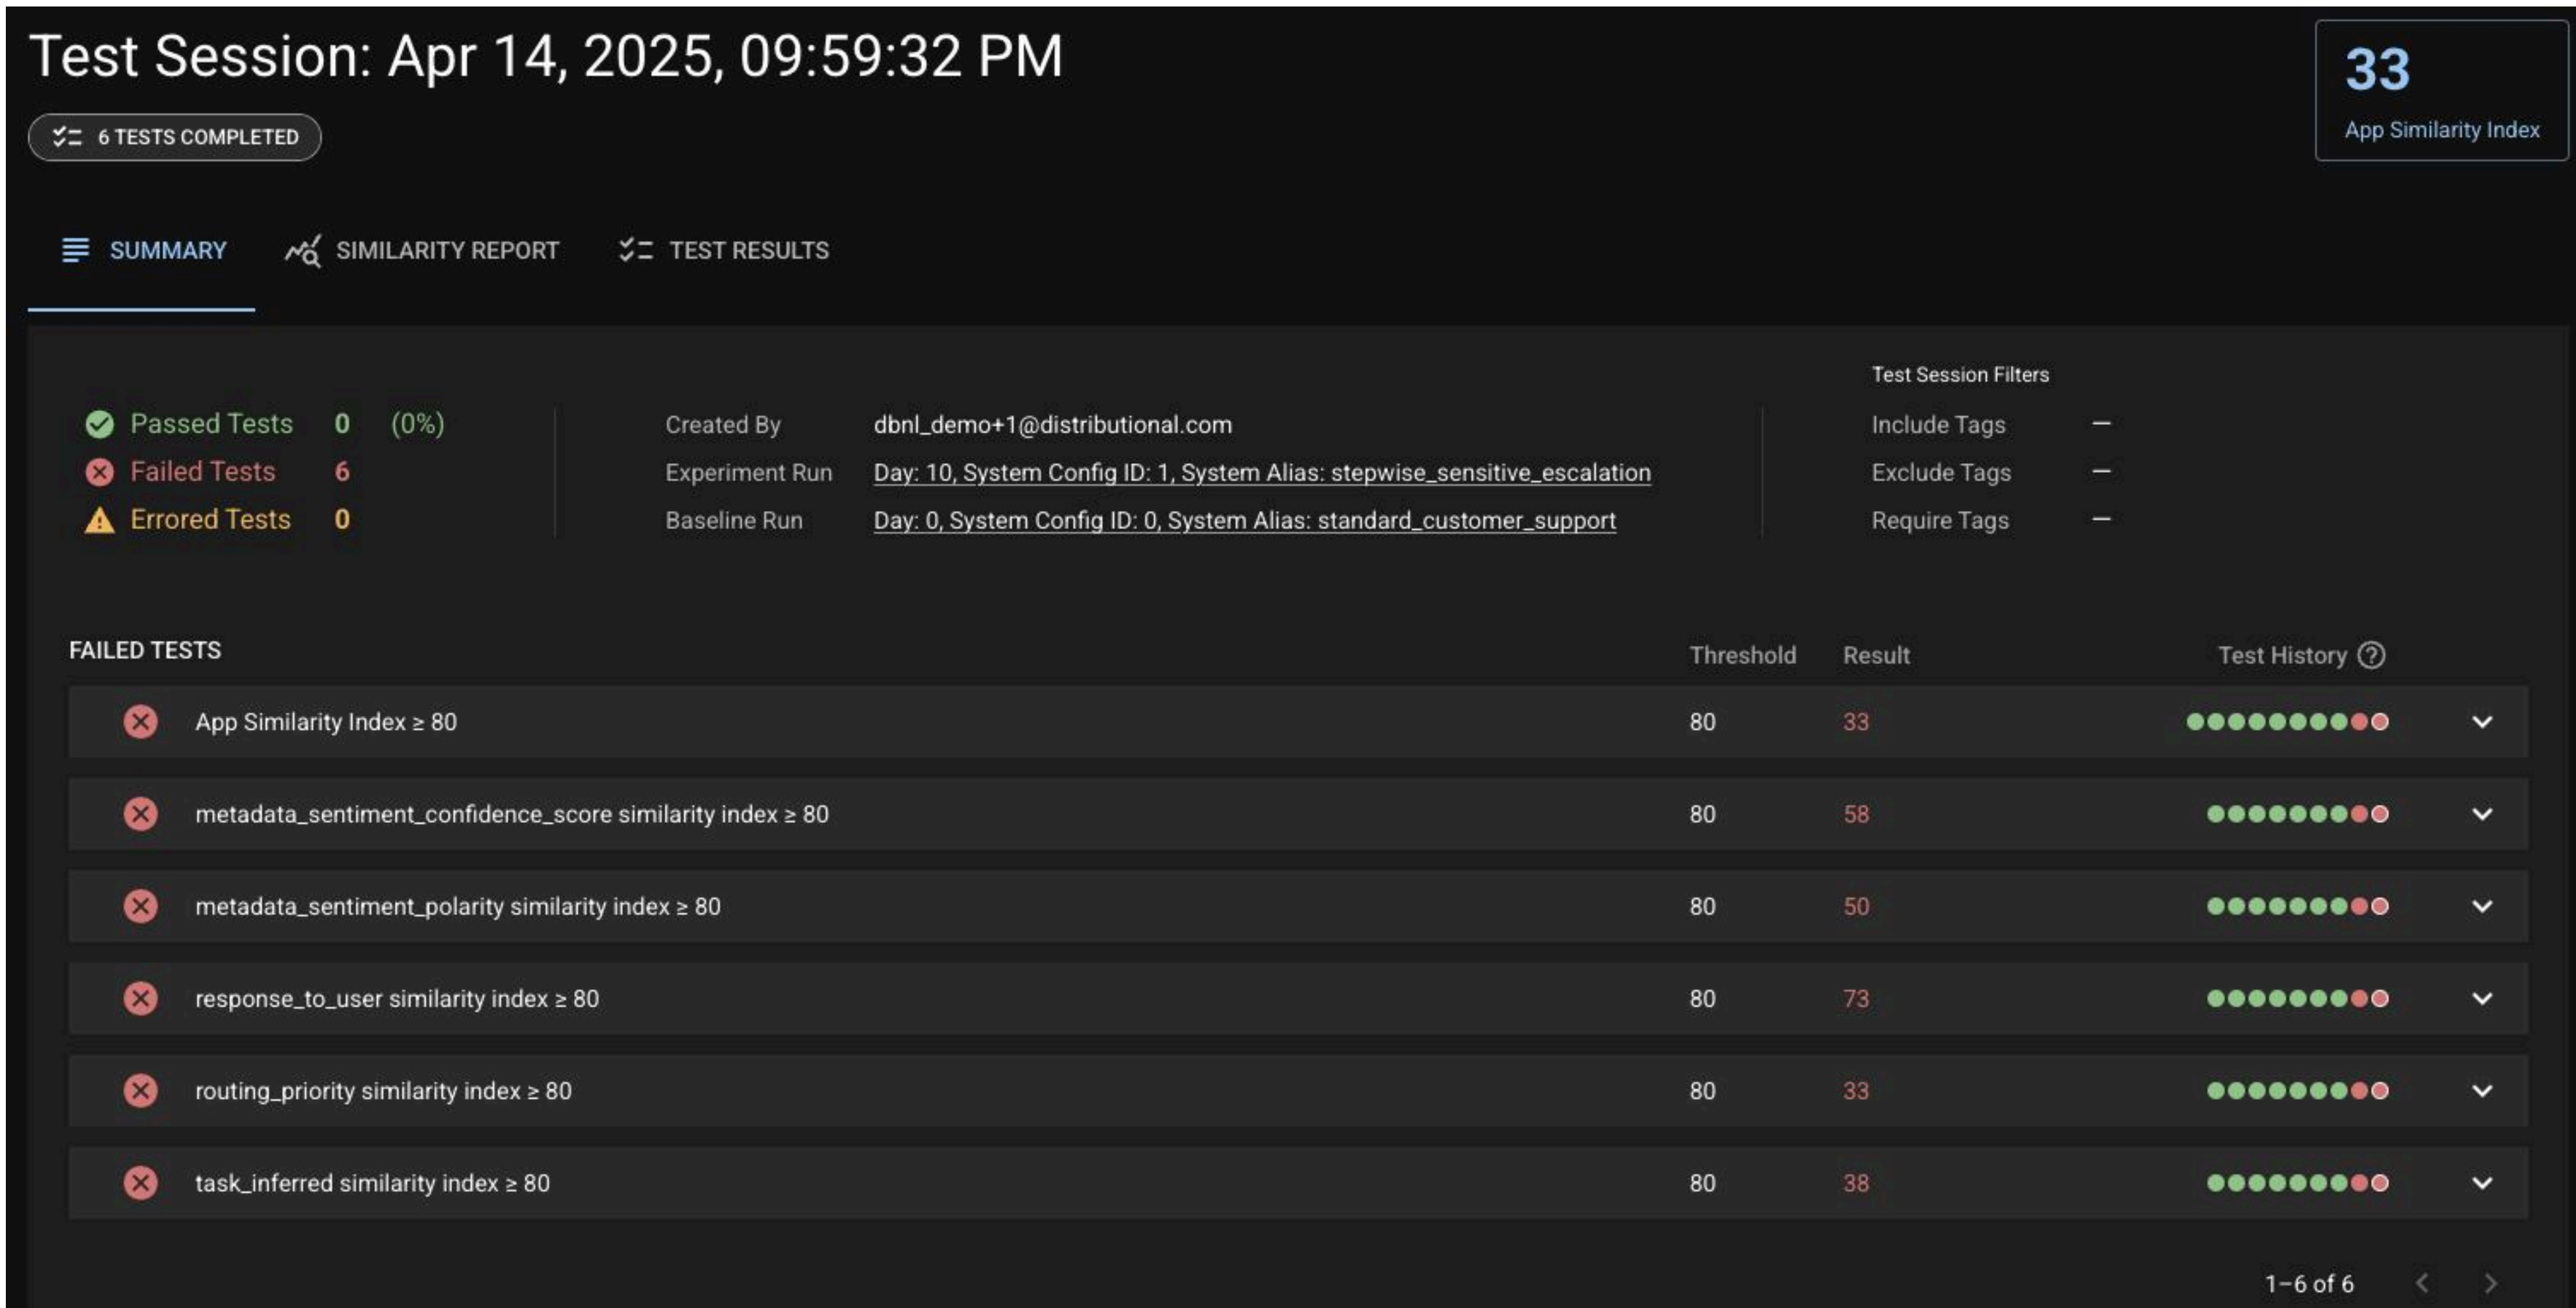 Test Session: Apr 14, 2025, 09:59:32 PM
33
App Similarity Index
6 TESTS COMPLETED
SUMMARY SIMILARITY REPORT TEST RESULTS
Test Session Filters
Passed Tests 0 (0%) Created By dbnl_demo+1@distributional.com Include Tags —
Failed Tests 6 Experiment Run Day: 10, System Config ID: 1, System Alias: stepwise_sensitive_escalation Exclude Tags —
Errored Tests 0 Baseline Run Day: 0, System Config ID: 0, System Alias: standard_customer_support Require Tags —
FAILED TESTS Threshold Result Test History ?
App Similarity Index ≥ 80 80 33
metadata_sentiment_confidence_score similarity index ≥ 80 80 58
metadata_sentiment_polarity similarity index ≥ 80 80 50
response_to_user similarity index ≥ 80 80 73
routing_priority similarity index ≥ 80 80 33
task_inferred similarity index ≥ 80 80 38
1–6 of 6